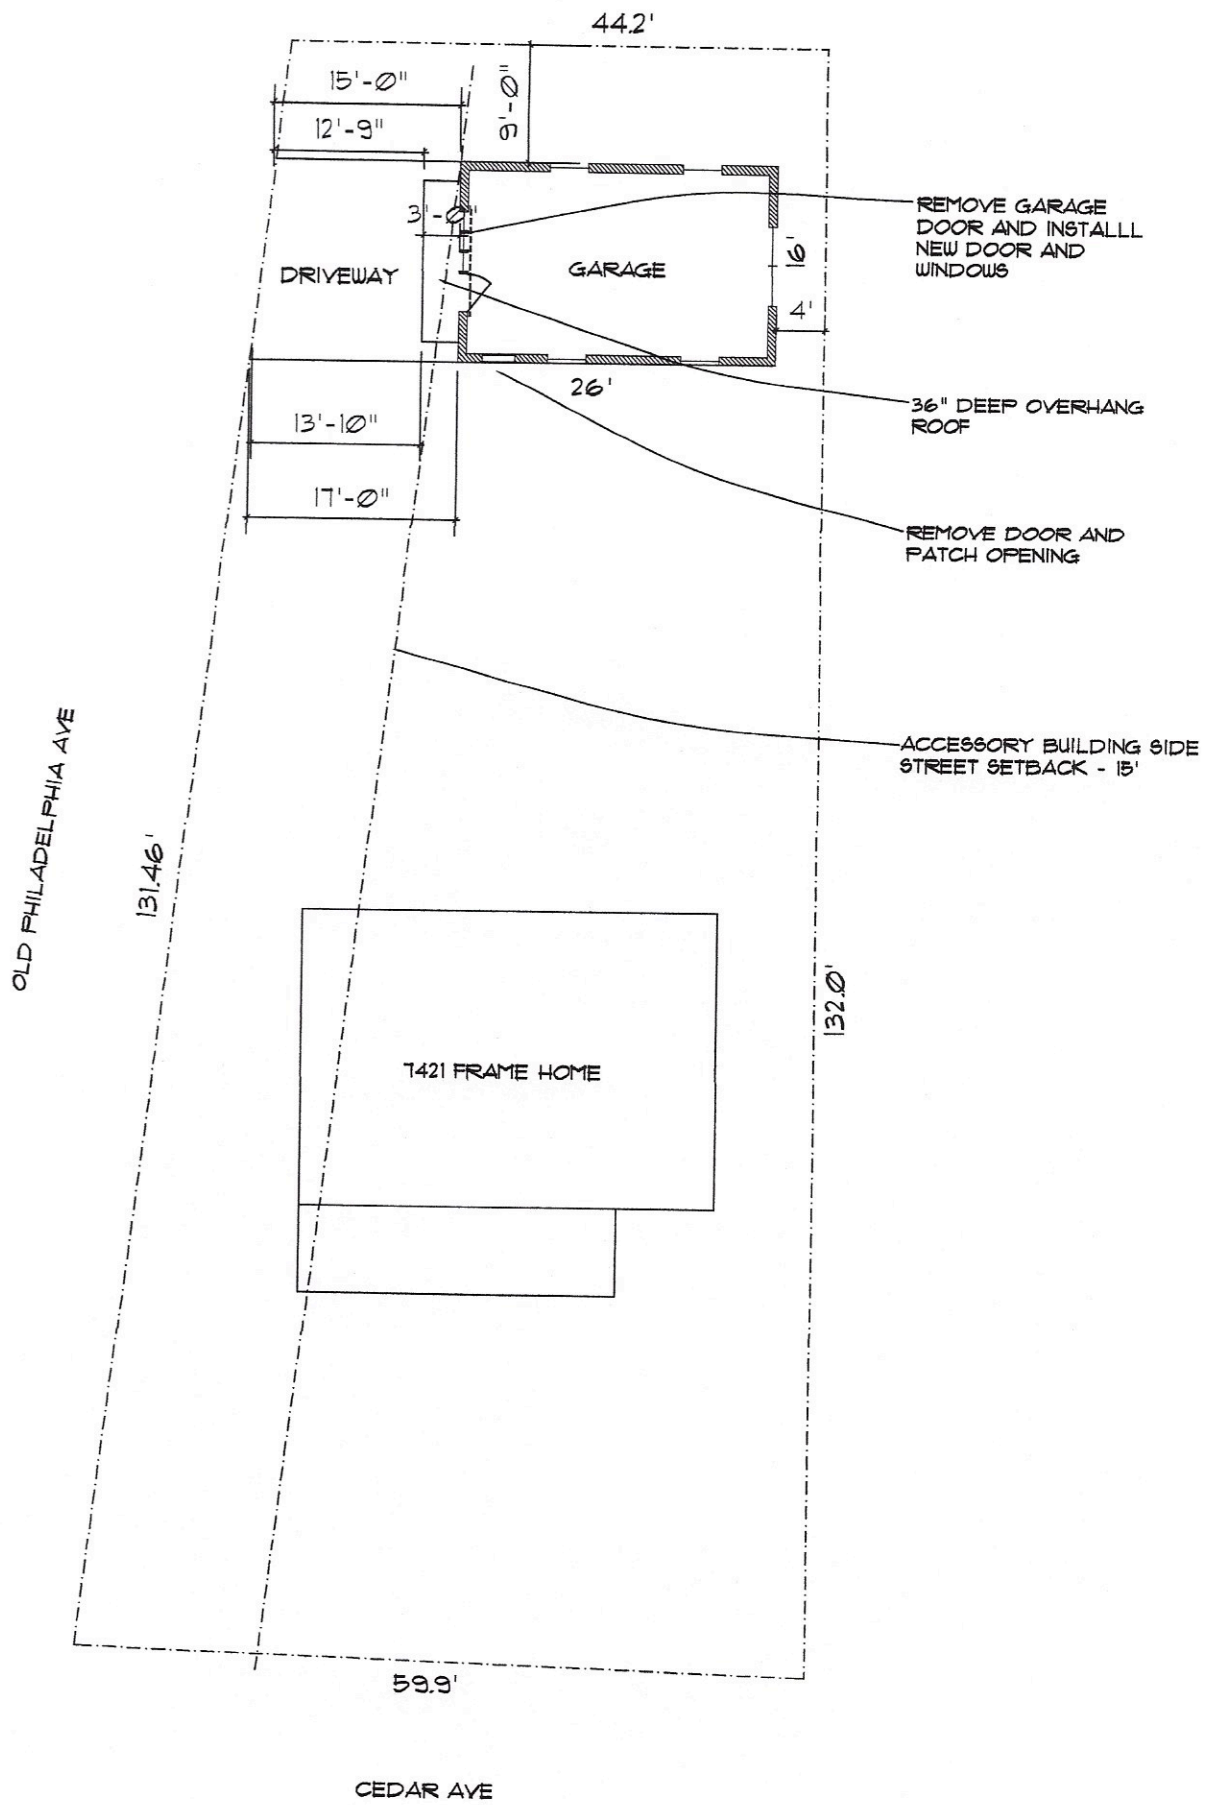 44.2'
15'-0"
9'-0"
12'-9"
3'-0"
REMOVE GARAGE
DOOR AND INSTALLL
NEW DOOR AND
WINDOWS
DRIVEWAY
GARAGE
16'
4'
26'
36" DEEP OVERHANG
ROOF
13'-10"
17'-0"
REMOVE DOOR AND
PATCH OPENING
ACCESSORY BUILDING SIDE
STREET SETBACK - 15'
OLD PHILADELPHIA AVE
131.46'
132.0'
7421 FRAME HOME
59.9'
CEDAR AVE